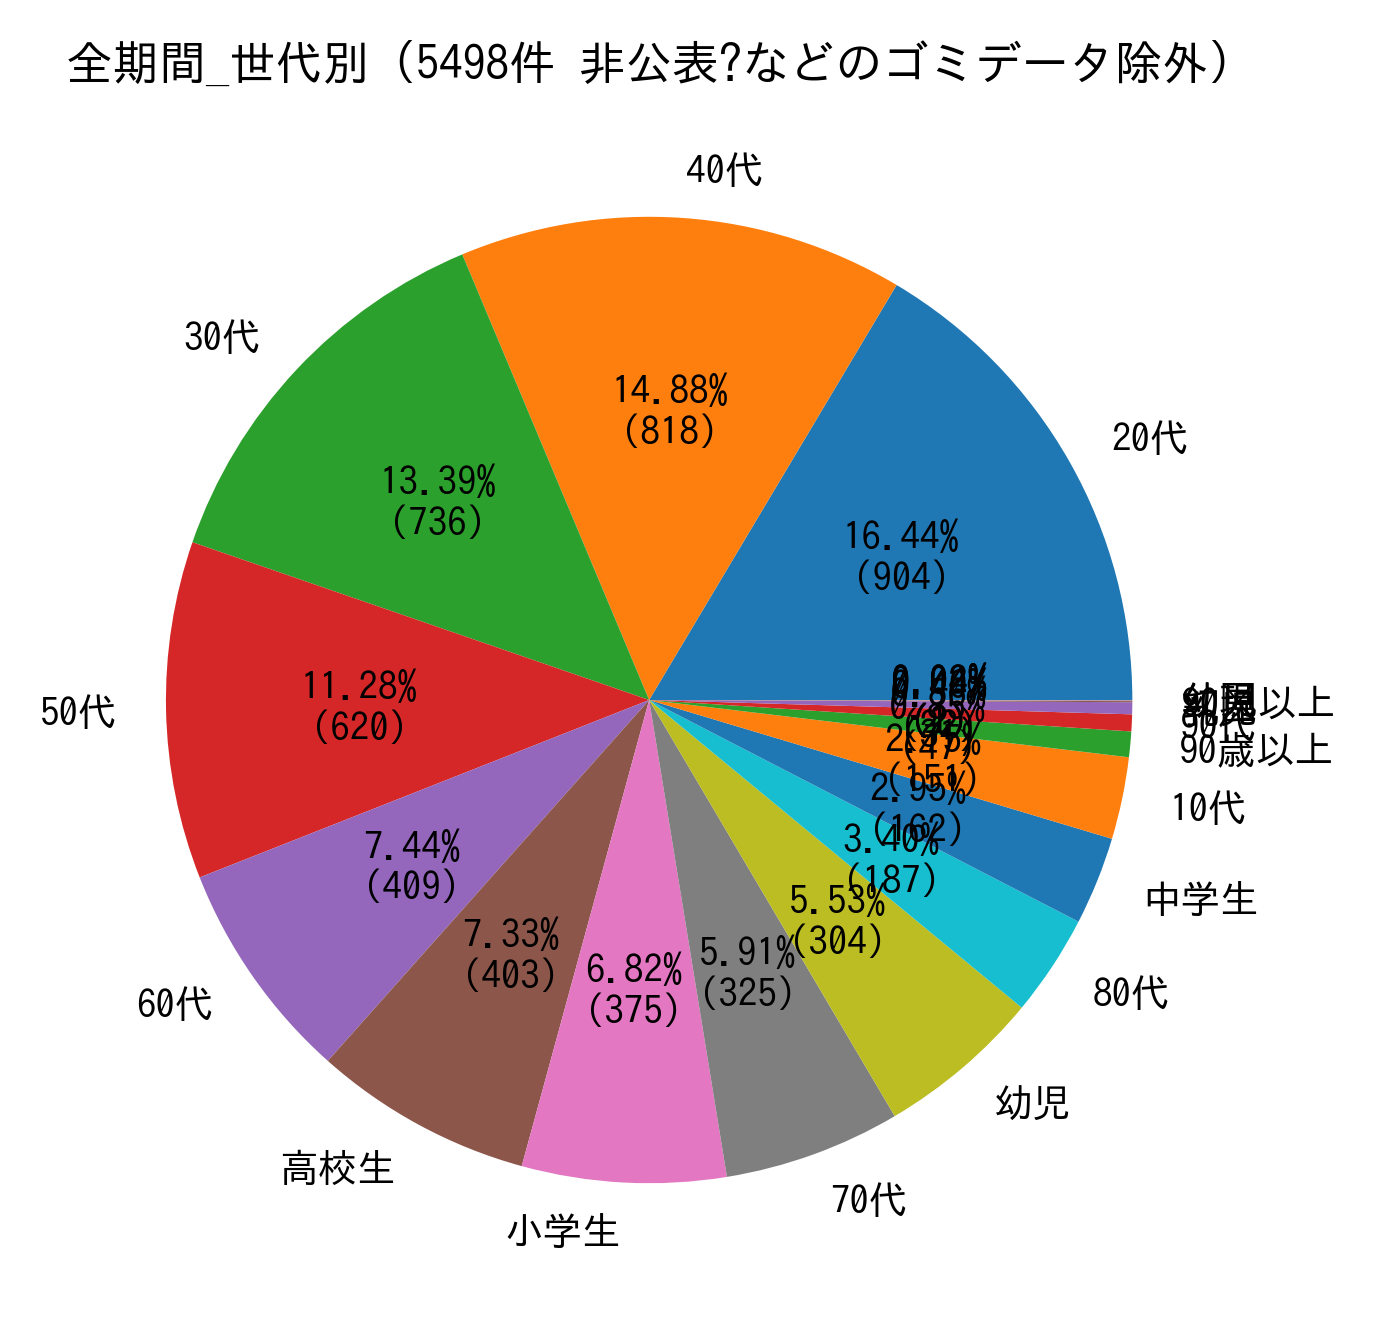 全期間_世代別（5498件 非公表?などのゴミデータ除外）
40代
30代
14.88%
(818)
20代
13.39%
(736)
16.44%
(904)
11.28%
(620)
50代
90歳以上
10代
(151)
2.95%
(162)
中学生
3.40%
(187)
80代
7.44%
(409)
5.53%
(304)
60代
7.33%
(403)
5.91%
(325)
6.82%
(375)
幼児
高校生
70代
小学生